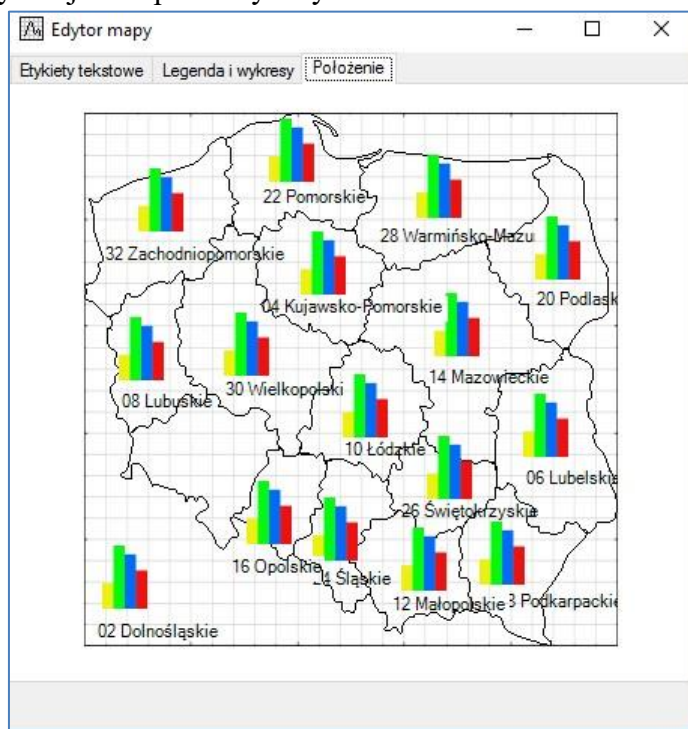 Edytor mapy
Etykiety tekstowe Legenda i wykresy Położenie
22 Pomorskie
28 Warmińsko-Mazu
32 Zachodniopomorskie
20 Podlask
04 Kujawsko-Pomorskie
14 Mazowieckie
30 Wielkopolski
08 Lubuskie
10 Łódzkie
06 Lubelskie
26 Świętokrzyskie
16 Opolskie
24 Śląskie
12 Małopolskie
8 Podkarpackie
02 Dolnośląskie